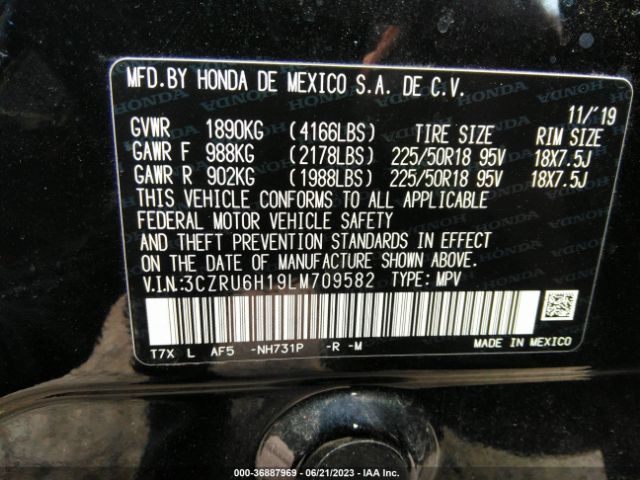 MFD.BY HONDA DE MEXICO S.A. DE C.V.
11/'19
GVWR 1890KG (4166LBS) TIRE SIZE RIM SIZE
GAWR F 988KG (2178LBS) 225/50R18 95V 18X7.5J
GAWR R 902KG (1988LBS) 225/50R18 95V 18X7.5J
THIS VEHICLE CONFORMS TO ALL APPLICABLE
FEDERAL MOTOR VEHICLE SAFETY
AND THEFT PREVENTION STANDARDS IN EFFECT
ON THE DATE OF MANUFACTURE SHOWN ABOVE.
V.I.N:3CZRU6H19LM709582 TYPE: MPV
T7X L AF5 -NH731P -R -M
MADE IN MEXICO
000-36887969 | 06/21/2023 | IAA Inc.